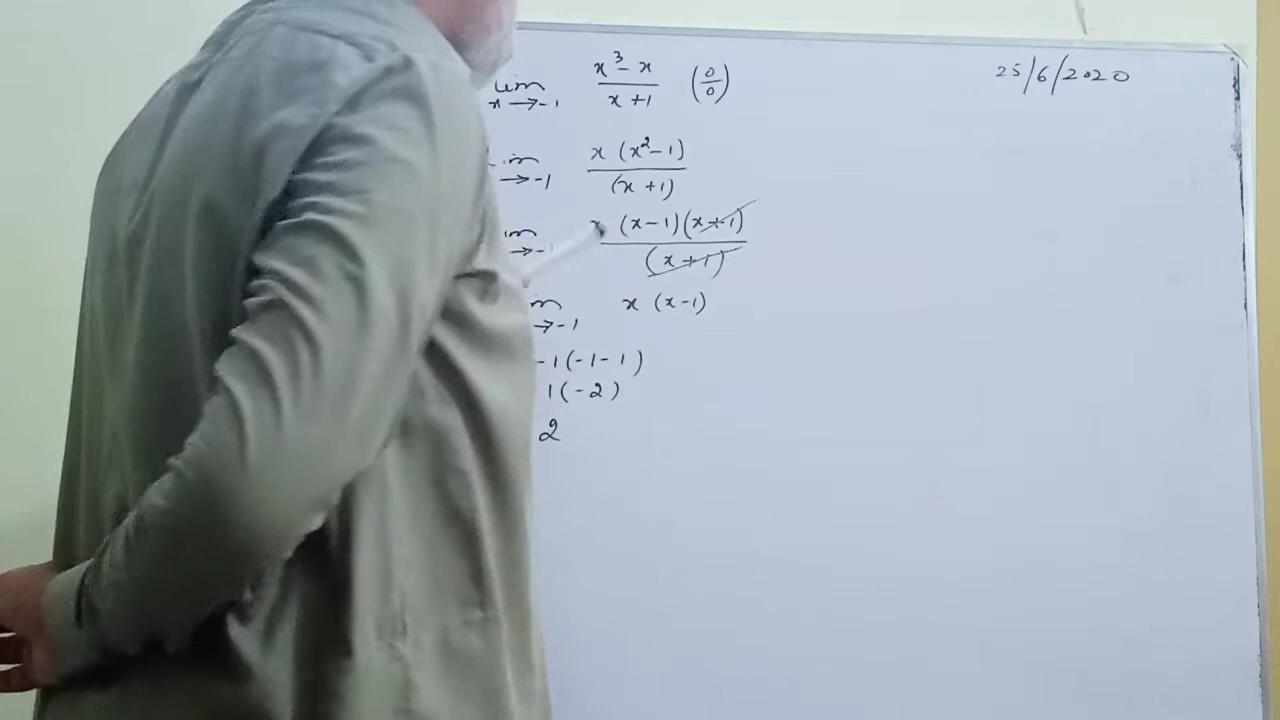 lim x→-1 x³-x / x+1 (0/0) 25/6/2020
→-1 x (x²-1) / (x+1)
→-1 x (x-1)(x+1) / (x+1)
→-1 x (x-1)
-1(-1-1)
1(-2)
2